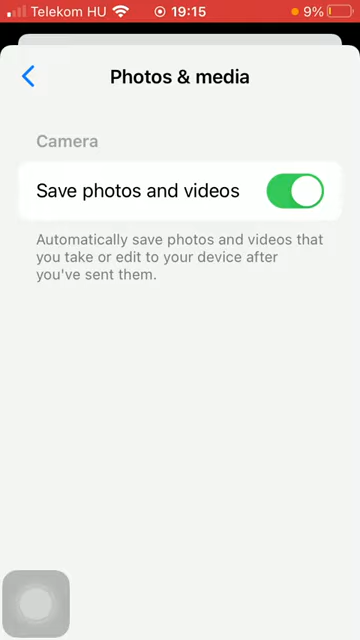 Telekom HU 19:15 9%
Photos & media
Camera
Save photos and videos
Automatically save photos and videos that
you take or edit to your device after
you've sent them.